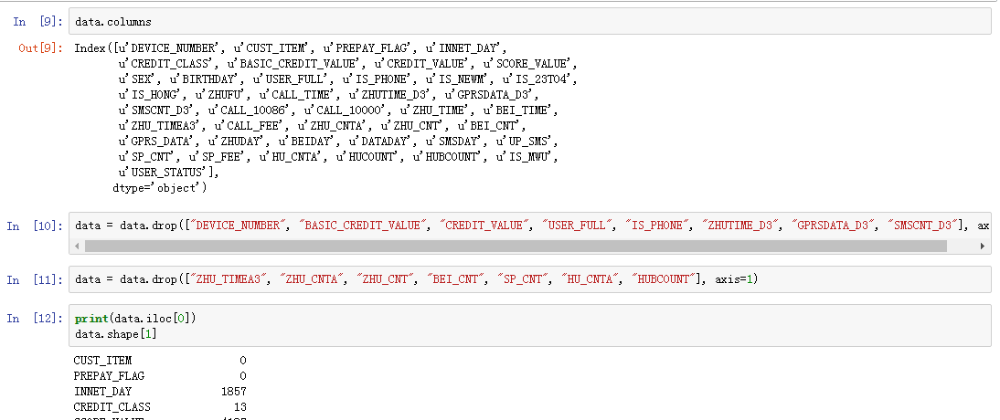 In [9]: data.columns
Out[9]: Index([u'DEVICE_NUMBER', u'CUST_ITEM', u'PREPAY_FLAG', u'INNET_DAY',
u'CREDIT_CLASS', u'BASIC_CREDIT_VALUE', u'CREDIT_VALUE', u'SCORE_VALUE',
u'SEX', u'BIRTHDAY', u'USER_FULL', u'IS_PHONE', u'IS_NEWM', u'IS_23TO4',
u'IS_HONG', u'ZHUFU', u'CALL_TIME', u'ZHUTIME_D3', u'GPRSDATA_D3',
u'SMSCNT_D3', u'CALL_10086', u'CALL_10000', u'ZHU_TIME', u'BEI_TIME',
u'ZHU_TIMEA3', u'CALL_FEE', u'ZHU_CNTA', u'ZHU_CNT', u'BEI_CNT',
u'GPRS_DATA', u'ZHUDAY', u'BEIDAY', u'DATADAY', u'SMSDAY', u'UP_SMS',
u'SP_CNT', u'SP_FEE', u'HU_CNTA', u'HUCOUNT', u'HUBCOUNT', u'IS_MWU',
u'USER_STATUS'],
dtype='object')
In [10]: data = data.drop(["DEVICE_NUMBER", "BASIC_CREDIT_VALUE", "CREDIT_VALUE", "USER_FULL", "IS_PHONE", "ZHUTIME_D3", "GPRSDATA_D3", "SMSCNT_D3"], ax
In [11]: data = data.drop(["ZHU_TIMEA3", "ZHU_CNTA", "ZHU_CNT", "BEI_CNT", "SP_CNT", "HU_CNTA", "HUBCOUNT"], axis=1)
In [12]: print(data.iloc[0])
data.shape[1]
CUST_ITEM 0
PREPAY_FLAG 0
INNET_DAY 1857
CREDIT_CLASS 13